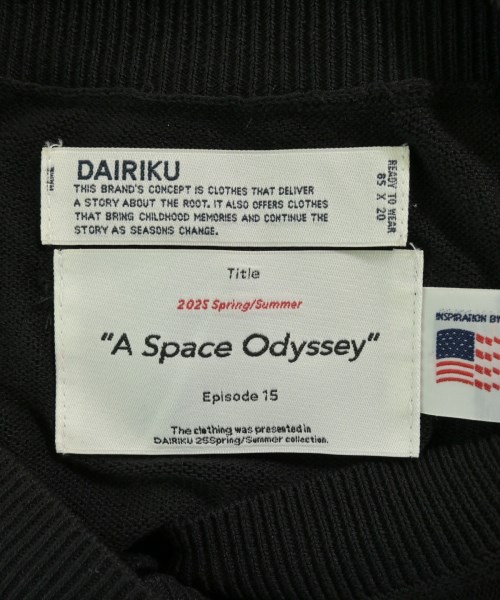 DAIRIKU
THIS BRAND'S CONCEPT IS CLOTHES THAT DELIVER
A STORY ABOUT THE ROOT. IT ALSO OFFERS CLOTHES
THAT BRING CHILDHOOD MEMORIES AND CONTINUE THE
STORY AS SEASONS CHANGE.
READY TO WEAR
85 X 20
Title
2025 Spring/Summer
"A Space Odyssey"
Episode 15
The clothing was presented in
DAIRIKU 25Spring/Summer collection.
INSPIRATION BY